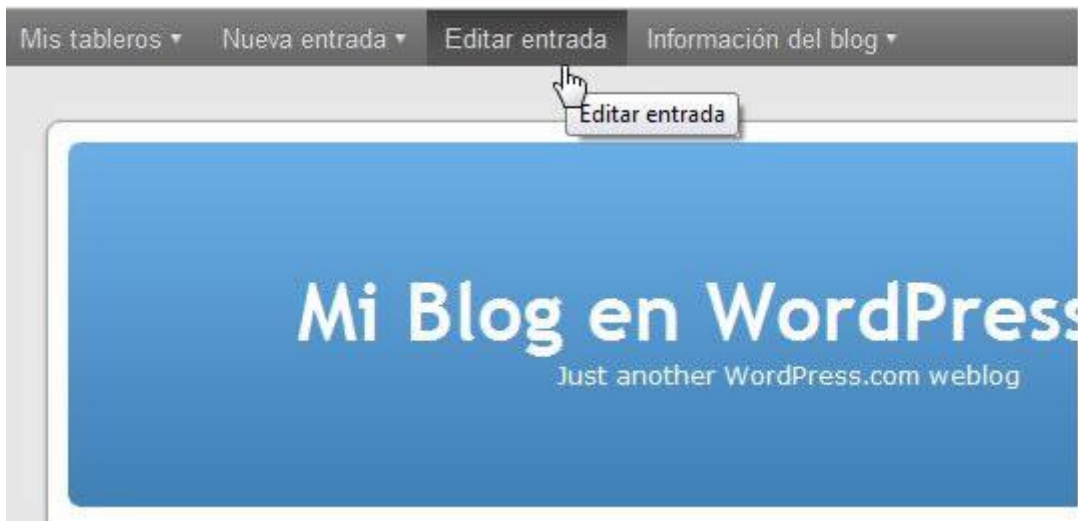 Mis tableros ▾ Nueva entrada ▾ Editar entrada Información del blog ▾
Editar entrada
Mi Blog en WordPress
Just another WordPress.com weblog